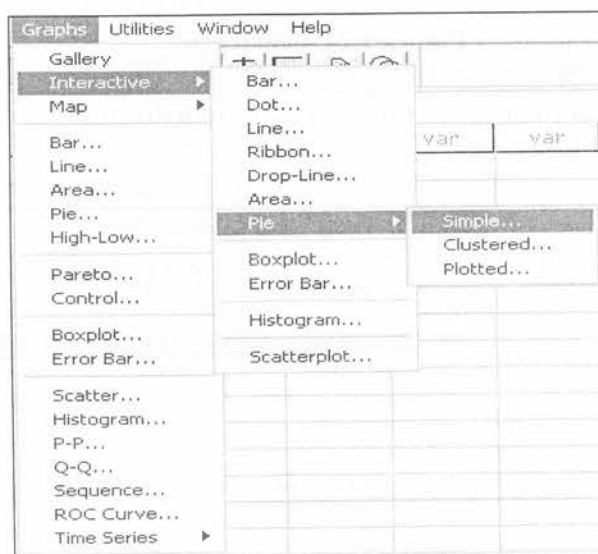 Graphs Utilities Window Help
Gallery
Interactive
Map
Bar...
Line...
Area...
Pie...
High-Low...
Pareto...
Control...
Boxplot...
Error Bar...
Scatter...
Histogram...
P-P...
Q-Q...
Sequence...
ROC Curve...
Time Series
Bar...
Dot...
Line...
Ribbon...
Drop-Line...
Area...
Pie
Boxplot...
Error Bar...
Histogram...
Scatterplot...
Simple...
Clustered...
Plotted...
var var